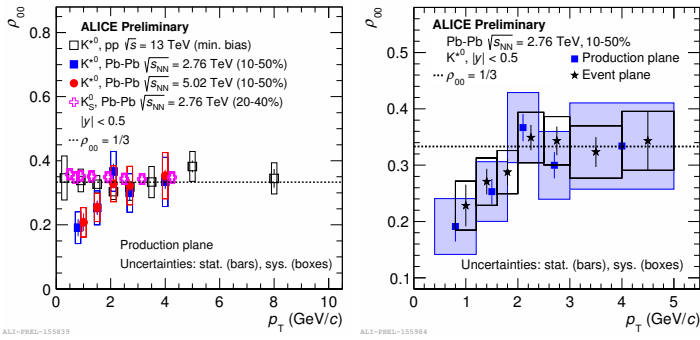 ALICE Preliminary
K*⁰, pp √s = 13 TeV (min. bias)
K*⁰, Pb-Pb √sNN = 2.76 TeV (10-50%)
K*⁰, Pb-Pb √sNN = 5.02 TeV (10-50%)
K⁰S, Pb-Pb √sNN = 2.76 TeV (20-40%)
|y| < 0.5
ρ00 = 1/3
Production plane
Uncertainties: stat. (bars), sys. (boxes)
ρ00
0.8
0.6
0.4
0.2
0
0 2 4 6 8 10
pT (GeV/c)
ALI-PREL-155839
ALICE Preliminary
Pb-Pb √sNN = 2.76 TeV, 10-50%
K*⁰, |y| < 0.5
Production plane
ρ00 = 1/3
Event plane
Uncertainties: stat. (bars), sys. (boxes)
ρ00
0.5
0.4
0.3
0.2
0.1
0 1 2 3 4 5
pT (GeV/c)
ALI-PREL-155984